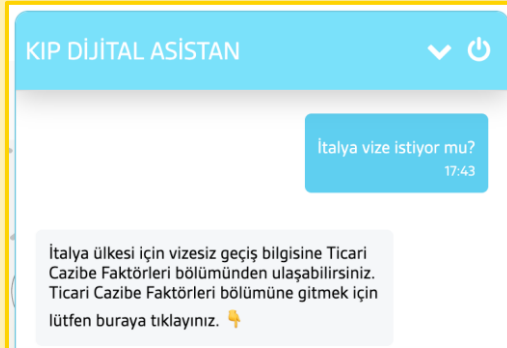 KIP DİJİTAL ASİSTAN
İtalya vize istiyor mu?
17:43
İtalya ülkesi için vizesiz geçiş bilgisine Ticari
Cazibe Faktörleri bölümünden ulaşabilirsiniz.
Ticari Cazibe Faktörleri bölümüne gitmek için
lütfen buraya tıklayınız. 👇